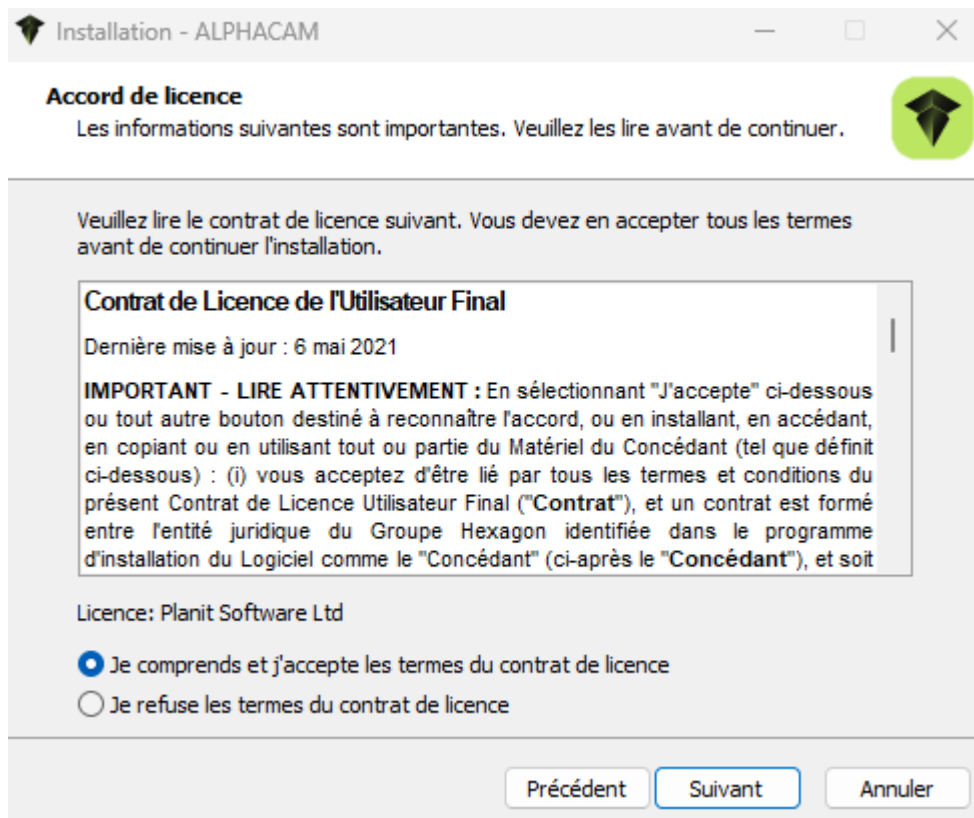 Installation - ALPHACAM
Accord de licence
Les informations suivantes sont importantes. Veuillez les lire avant de continuer.
Veuillez lire le contrat de licence suivant. Vous devez en accepter tous les termes
avant de continuer l'installation.
Contrat de Licence de l'Utilisateur Final
Dernière mise à jour : 6 mai 2021
IMPORTANT - LIRE ATTENTIVEMENT : En sélectionnant "J'accepte" ci-dessous
ou tout autre bouton destiné à reconnaître l'accord, ou en installant, en accédant,
en copiant ou en utilisant tout ou partie du Matériel du Concédant (tel que définit
ci-dessous) : (i) vous acceptez d'être lié par tous les termes et conditions du
présent Contrat de Licence Utilisateur Final ("Contrat"), et un contrat est formé
entre l'entité juridique du Groupe Hexagon identifiée dans le programme
d'installation du Logiciel comme le "Concédant" (ci-après le "Concédant"), et soit
Licence: Planit Software Ltd
Je comprends et j'accepte les termes du contrat de licence
Je refuse les termes du contrat de licence
Précédent Suivant Annuler